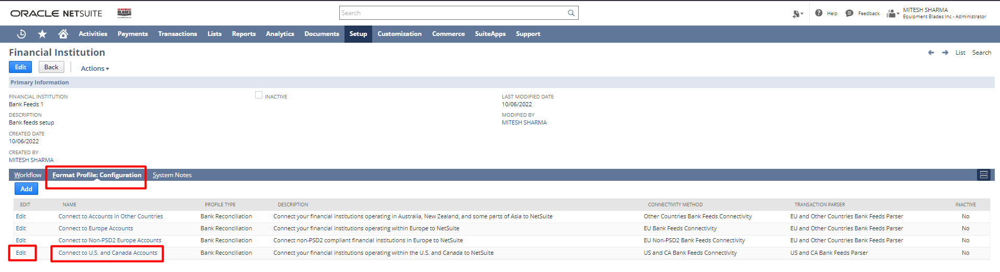 ORACLE NETSUITE
EQUIPMENT
BLADES
Search
Help
Feedback
MITESH SHARMA
Equipment Blades Inc - Administrator
Activities Payments Transactions Lists Reports Analytics Documents Setup Customization Commerce SuiteApps Support
Financial Institution
List Search
Edit Back Actions
Primary Information
FINANCIAL INSTITUTION
Bank Feeds 1
DESCRIPTION
Bank feeds setup
CREATED DATE
10/06/2022
CREATED BY
MITESH SHARMA
INACTIVE
LAST MODIFIED DATE
10/06/2022
MODIFIED BY
MITESH SHARMA
Workflow Format Profile: Configuration System Notes
Add
EDIT NAME PROFILE TYPE DESCRIPTION CONNECTIVITY METHOD TRANSACTION PARSER INACTIVE
Edit Connect to Accounts in Other Countries Bank Reconciliation Connect your financial institutions operating in Australia, New Zealand, and some parts of Asia to NetSuite Other Countries Bank Feeds Connectivity EU and Other Countries Bank Feeds Parser No
Edit Connect to Europe Accounts Bank Reconciliation Connect your financial institutions operating within Europe to NetSuite EU Bank Feeds Connectivity EU and Other Countries Bank Feeds Parser No
Edit Connect to Non-PSD2 Europe Accounts Bank Reconciliation Connect non-PSD2 compliant financial institutions in Europe to NetSuite EU Non-PSD2 Bank Feeds Connectivity EU and Other Countries Bank Feeds Parser No
Edit Connect to U.S. and Canada Accounts Bank Reconciliation Connect your financial institutions operating within the U.S. and Canada to NetSuite US and CA Bank Feeds Connectivity US and CA Bank Feeds Parser No